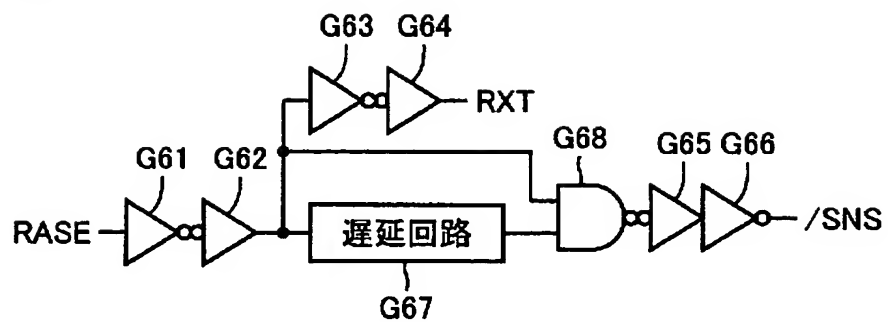 G63 G64
RXT
G68 G65 G66
G61 G62
RASE
遅延回路
/SNS
G67